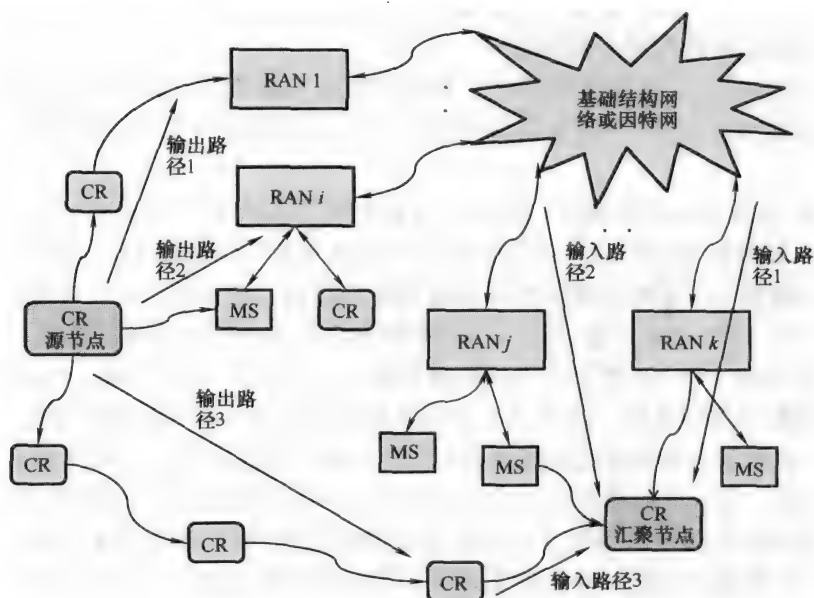 RAN 1
基础结构网
络或因特网
输出路
径1
CR
RAN i
输出路
径2
输入路
径2
输入路
径1
CR
源节点
MS
CR
RAN j
RAN k
输出路
径3
MS
MS
MS
CR
CR
CR
汇聚节点
CR
输入路径3